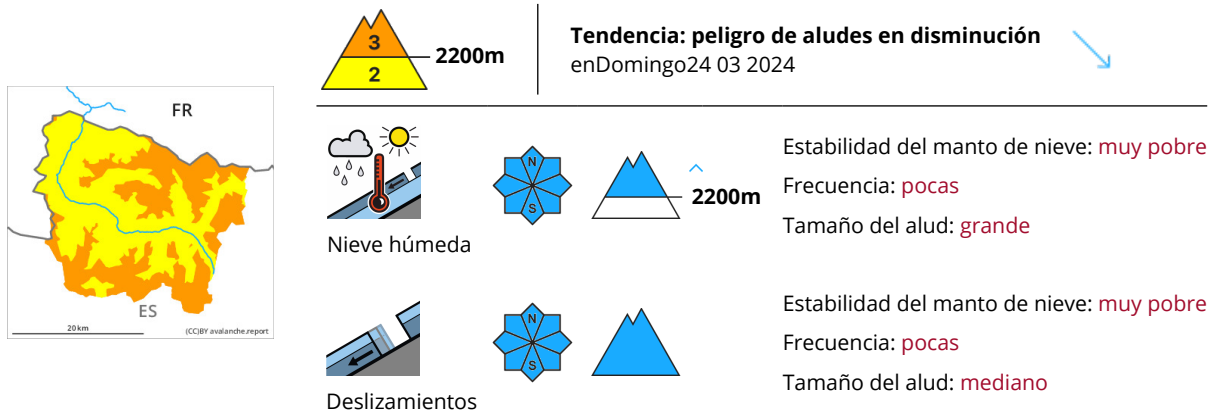 3
2
2200m
Tendencia: peligro de aludes en disminución
enDomingo24 03 2024
FR
ES
20 km
(CC)BY avalanche.report
N
S
2200m
Nieve húmeda
Estabilidad del manto de nieve: muy pobre
Frecuencia: pocas
Tamaño del alud: grande
N
S
Deslizamientos
Estabilidad del manto de nieve: muy pobre
Frecuencia: pocas
Tamaño del alud: mediano